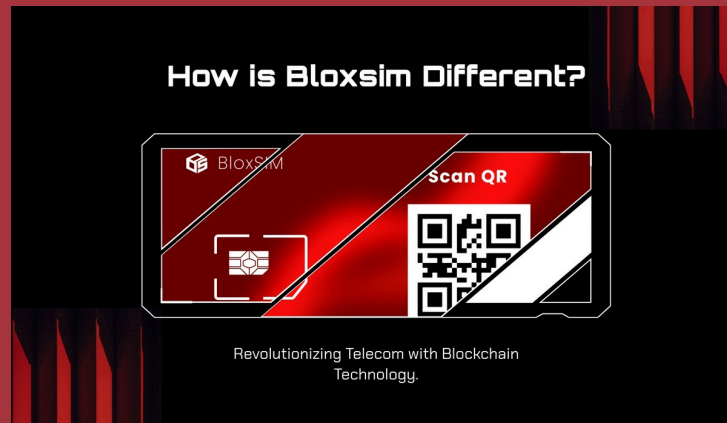 How is Bloxsim Different?
BloxSIM
Scan QR
Revolutionizing Telecom with Blockchain
Technology.